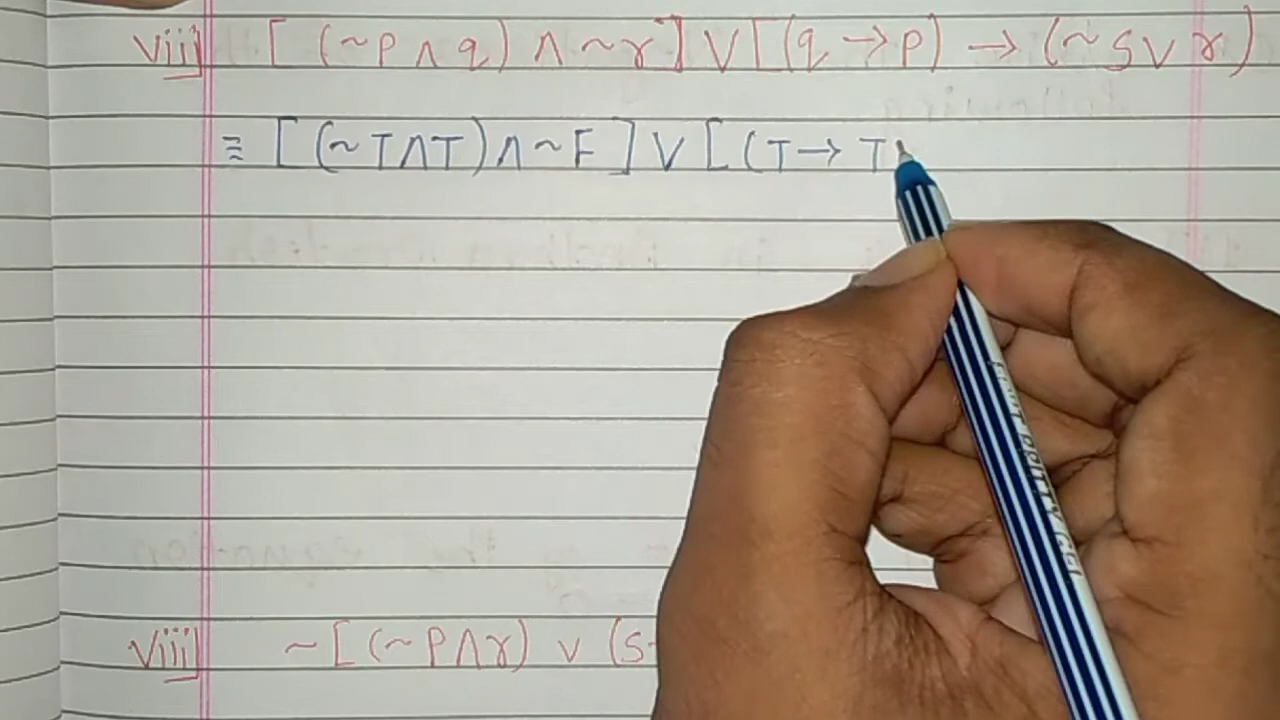 vii] [ (~p ∧ q) ∧ ~r] ∨ [(q → p) → (~s ∨ r)
≡ [ (~T ∧ T) ∧ ~F ] ∨ [ (T → T
viii] ~[(~p ∧ r) ∨ (s